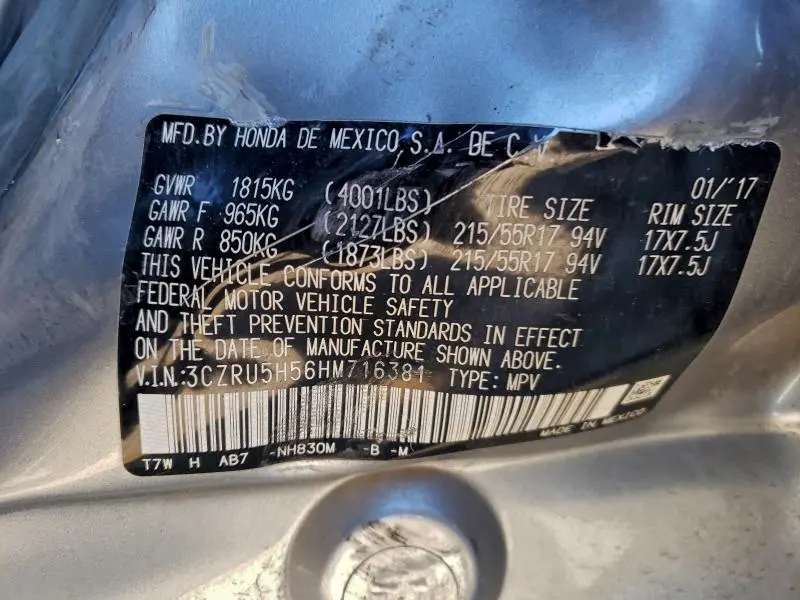 MFD.BY HONDA DE MEXICO S.A. DE C.V.
01/'17
GVWR 1815KG (4001LBS) TIRE SIZE RIM SIZE
GAWR F 965KG (2127LBS) 215/55R17 94V 17X7.5J
GAWR R 850KG (1873LBS) 215/55R17 94V 17X7.5J
THIS VEHICLE CONFORMS TO ALL APPLICABLE
FEDERAL MOTOR VEHICLE SAFETY
AND THEFT PREVENTION STANDARDS IN EFFECT
ON THE DATE OF MANUFACTURE SHOWN ABOVE.
V.I.N.:3CZRU5H56HM716381 TYPE: MPV
MADE IN MEXICO
T7W H AB7 -NH830M -B -M